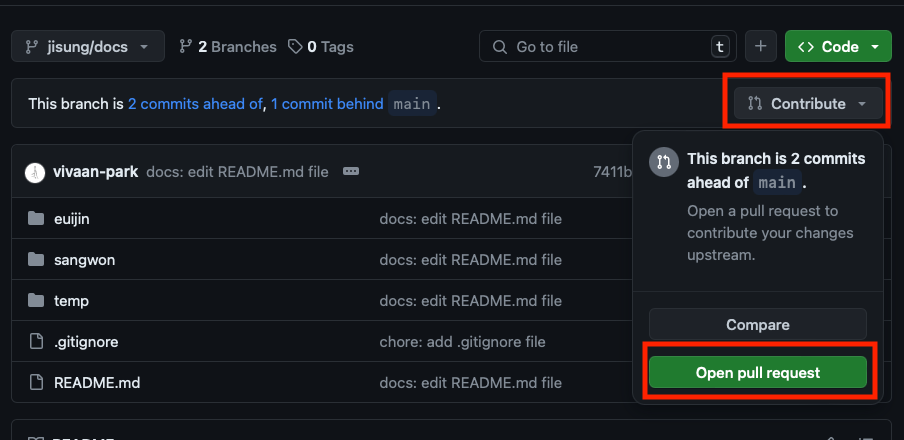 jisung/docs 2 Branches 0 Tags Go to file t + Code
This branch is 2 commits ahead of, 1 commit behind main .
Contribute
vivaan-park docs: edit README.md file 7411b
euijin docs: edit README.md file
sangwon docs: edit README.md file
temp docs: edit README.md file
.gitignore chore: add .gitignore file
README.md docs: edit README.md file
This branch is 2 commits
ahead of main .
Open a pull request to
contribute your changes
upstream.
Compare
Open pull request
README